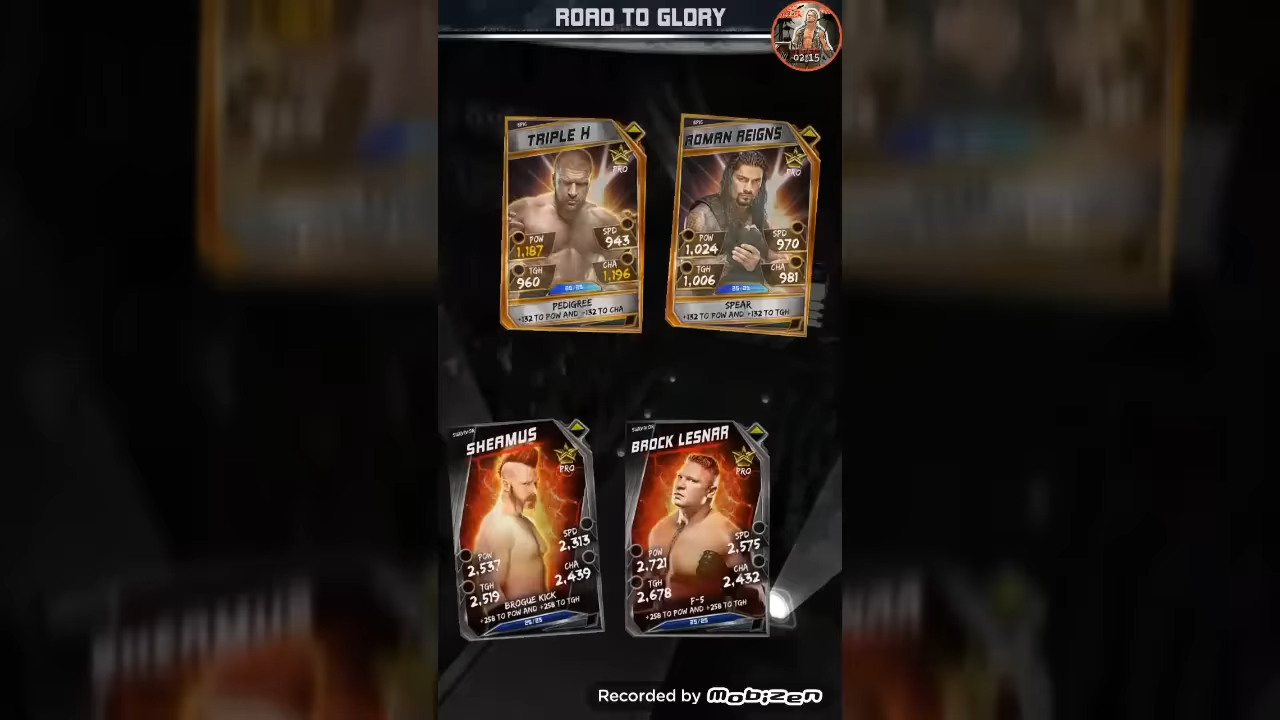 ROAD TO GLORY
02:15
EPIC
TRIPLE H
PRO
POW
1,187
SPD
943
TGH
960
CHA
1,196
25/25
PEDIGREE
+132 TO POW AND +132 TO CHA
EPIC
ROMAN REIGNS
PRO
POW
1,024
SPD
970
TGH
1,006
CHA
981
25/25
SPEAR
+132 TO POW AND +132 TO TGH
SURVIVOR
SHEAMUS
PRO
POW
2,537
SPD
2,313
TGH
2,519
CHA
2,439
BROGUE KICK
+258 TO POW AND +258 TO TGH
25/25
SURVIVOR
BROCK LESNAR
PRO
POW
2,721
SPD
2,575
TGH
2,678
CHA
2,432
F-5
+258 TO POW AND +258 TO TGH
25/25
Recorded by Mobizen